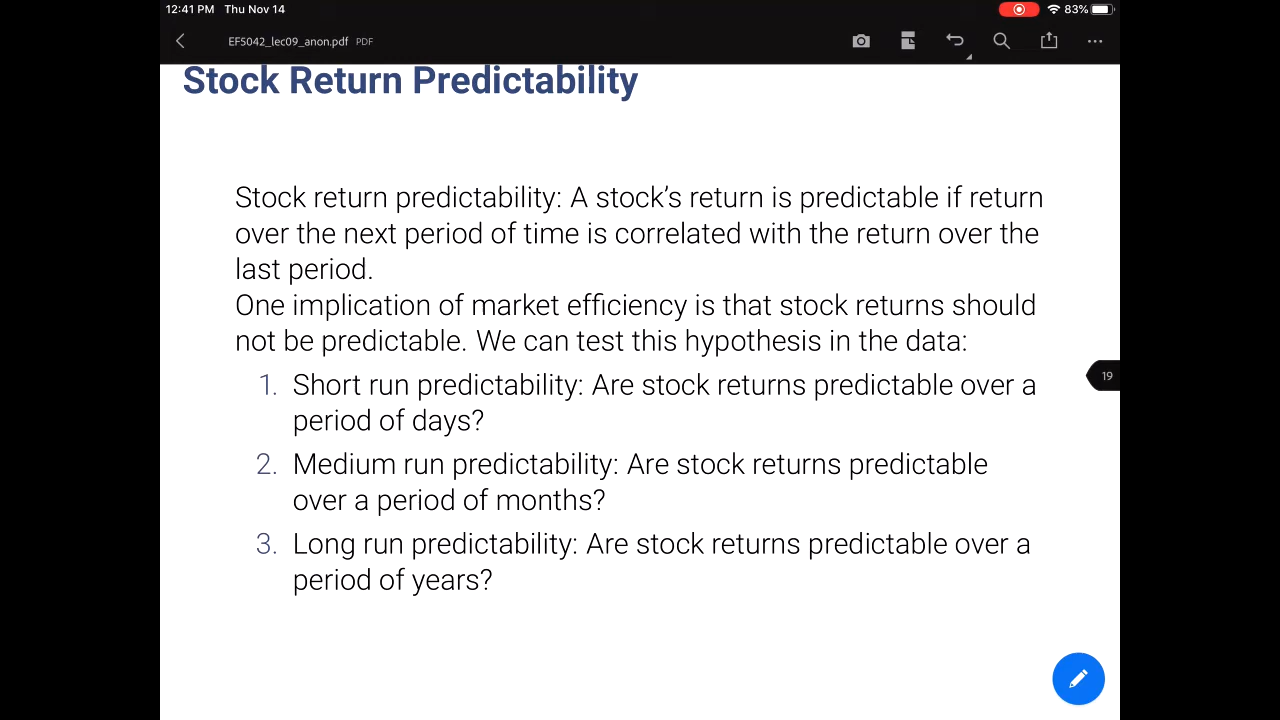 12:41 PM Thu Nov 14
83%
EF5042_lec09_anon.pdf PDF
Stock Return Predictability
Stock return predictability: A stock’s return is predictable if return
over the next period of time is correlated with the return over the
last period.
One implication of market efficiency is that stock returns should
not be predictable. We can test this hypothesis in the data:
1. Short run predictability: Are stock returns predictable over a
period of days?
19
2. Medium run predictability: Are stock returns predictable
over a period of months?
3. Long run predictability: Are stock returns predictable over a
period of years?